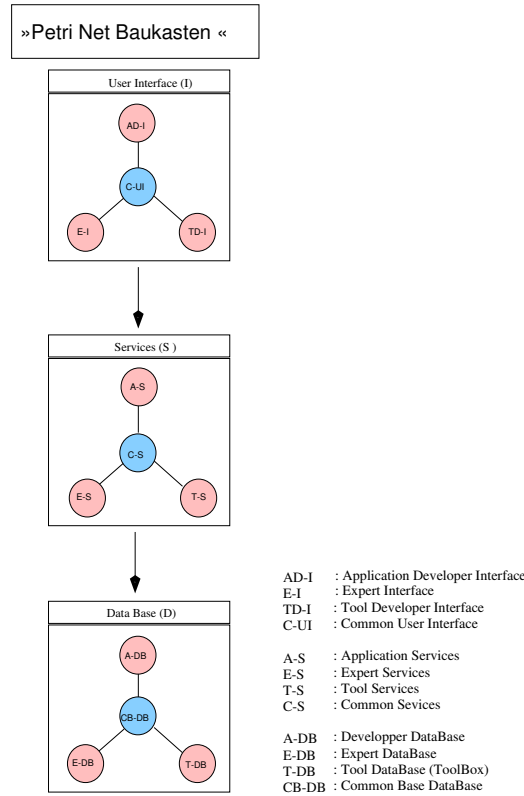 »Petri Net Baukasten «
User Interface (I)
AD-I
C-UI
E-I
TD-I
Services (S )
A-S
C-S
E-S
T-S
Data Base (D)
A-DB
CB-DB
E-DB
T-DB
AD-I : Application Developer Interface
E-I : Expert Interface
TD-I : Tool Developer Interface
C-UI : Common User Interface
A-S : Application Services
E-S : Expert Services
T-S : Tool Services
C-S : Common Sevices
A-DB : Developper DataBase
E-DB : Expert DataBase
T-DB : Tool DataBase (ToolBox)
CB-DB : Common Base DataBase